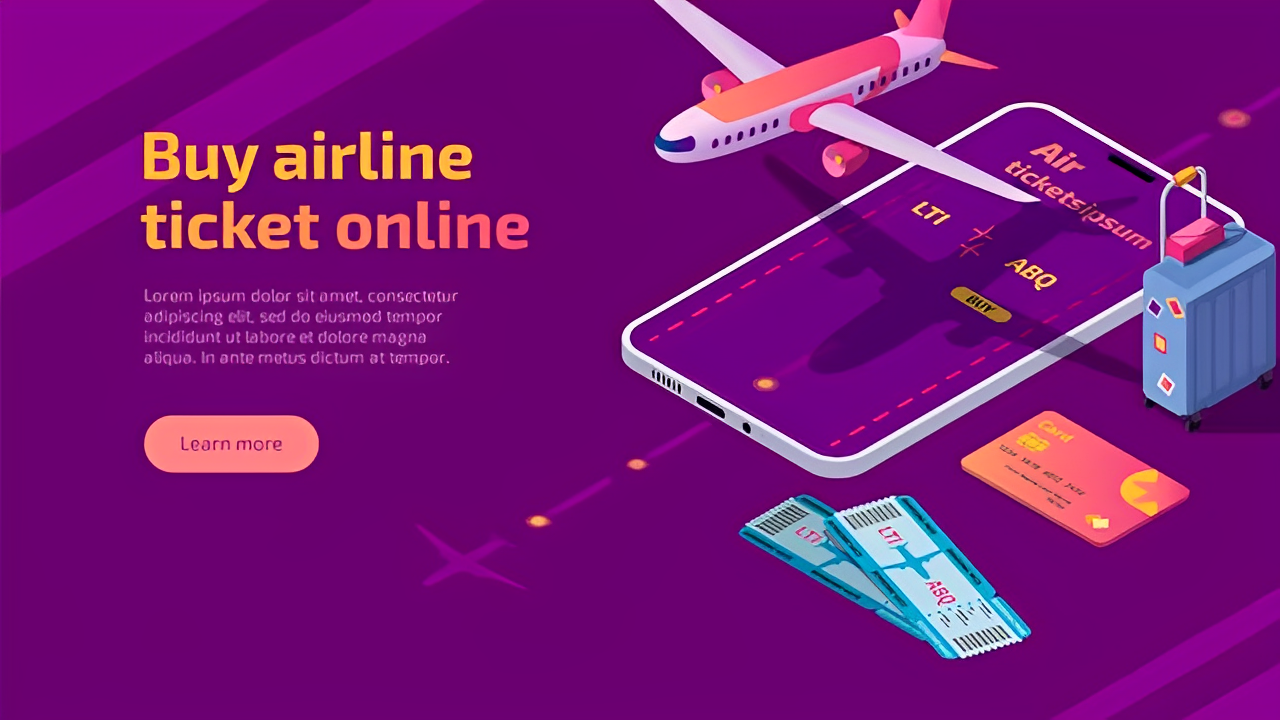 Buy airline
ticket online
Lorem ipsum dolor sit amet, consectetur
adipiscing elit, sed do eiusmod tempor
incididunt ut labore et dolore magna
aliqua. In ante metus dictum at tempor.
Learn more
Air
ticketsipsum
LTI
ABQ
BUY
Card
LTI
LTI
ABQ